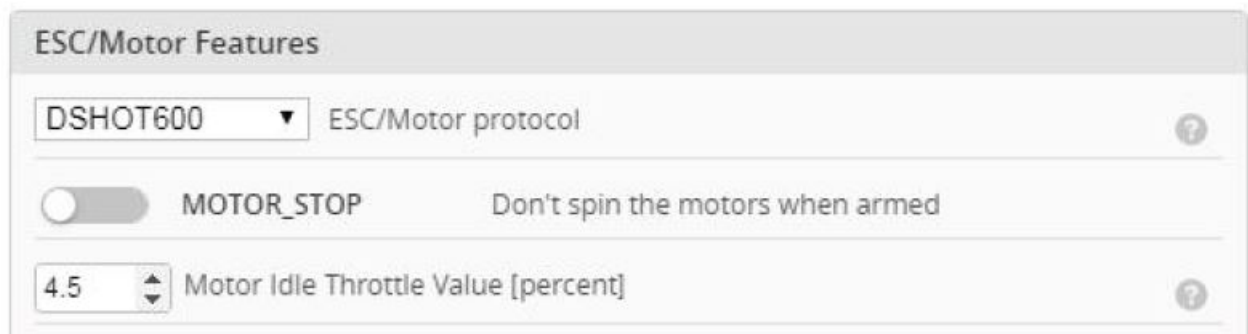 ESC/Motor Features
DSHOT600 ESC/Motor protocol
MOTOR_STOP Don't spin the motors when armed
4.5 Motor Idle Throttle Value [percent]